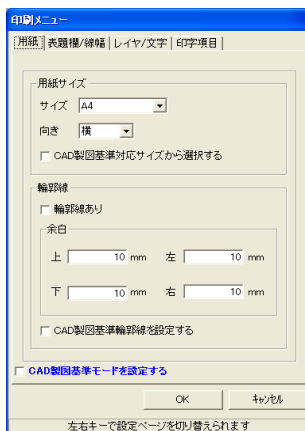 印刷メニュー
用紙 表題欄/線幅 レイヤ/文字 印字項目
用紙サイズ
サイズ A4
向き 横
CAD製図基準対応サイズから選択する
輪郭線
輪郭線あり
余白
上 10 mm 左 10 mm
下 10 mm 右 10 mm
CAD製図基準輪郭線を設定する
CAD製図基準モードを設定する
OK キャンセル
左右キーで設定ページを切り替えられます